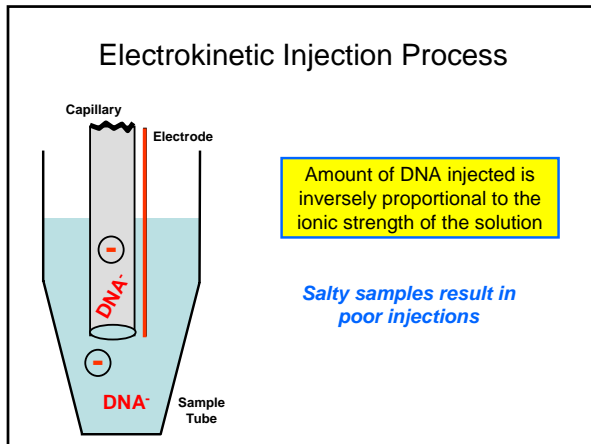 Electrokinetic Injection Process
Capillary
Electrode
Amount of DNA injected is
inversely proportional to the
ionic strength of the solution
-
DNA-
Salty samples result in
poor injections
-
DNA-
Sample
Tube